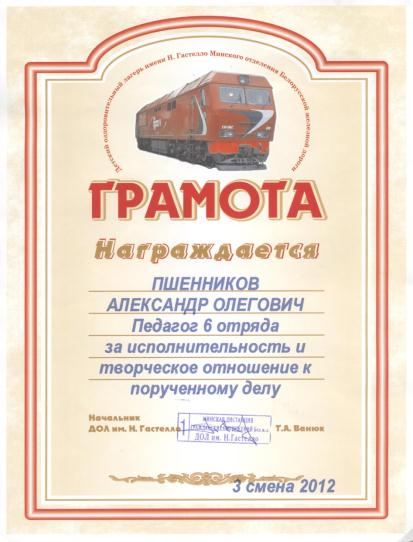 Детский оздоровительный лагерь имени Н. Гастелло Минского отделения Белорусской железной дороги
ГРАМОТА
Награждается
ПШЕННИКОВ
АЛЕКСАНДР ОЛЕГОВИЧ
Педагог 6 отряда
за исполнительность и
творческое отношение к
порученному делу
Начальник
ДОЛ им. Н. Гастелло
МИНСКАЯ ДИСТАНЦИЯ
ДОЛ им. Н.Гастелло
Т.А. Ванюк
3 смена 2012